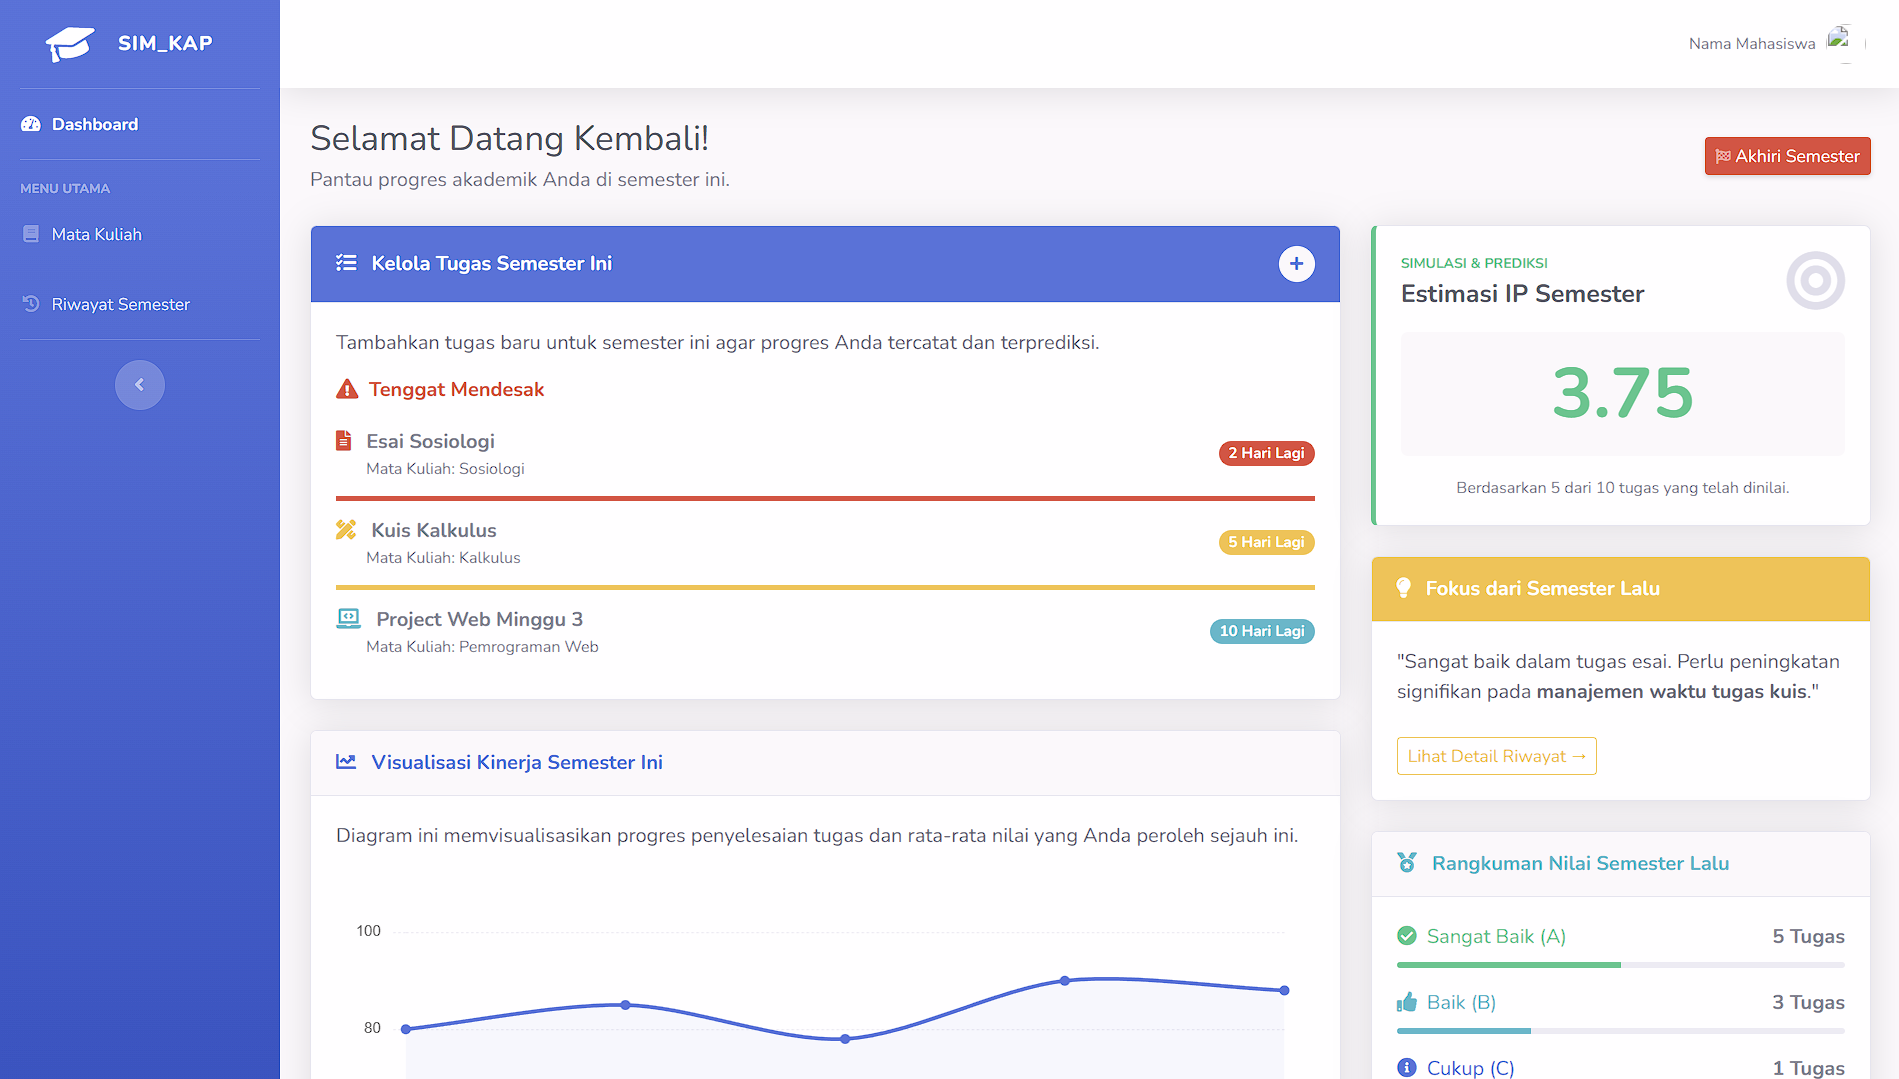 SIM_KAP
Dashboard
MENU UTAMA
Mata Kuliah
Riwayat Semester
Nama Mahasiswa
Selamat Datang Kembali!
Pantau progres akademik Anda di semester ini.
Akhiri Semester
Kelola Tugas Semester Ini
Tambahkan tugas baru untuk semester ini agar progres Anda tercatat dan terprediksi.
Tenggat Mendesak
Esai Sosiologi
Mata Kuliah: Sosiologi
2 Hari Lagi
Kuis Kalkulus
Mata Kuliah: Kalkulus
5 Hari Lagi
Project Web Minggu 3
Mata Kuliah: Pemrograman Web
10 Hari Lagi
Visualisasi Kinerja Semester Ini
Diagram ini memvisualisasikan progres penyelesaian tugas dan rata-rata nilai yang Anda peroleh sejauh ini.
100
80
SIMULASI & PREDIKSI
Estimasi IP Semester
3.75
Berdasarkan 5 dari 10 tugas yang telah dinilai.
Fokus dari Semester Lalu
"Sangat baik dalam tugas esai. Perlu peningkatan
signifikan pada manajemen waktu tugas kuis."
Lihat Detail Riwayat →
Rangkuman Nilai Semester Lalu
Sangat Baik (A) 5 Tugas
Baik (B) 3 Tugas
Cukup (C) 1 Tugas